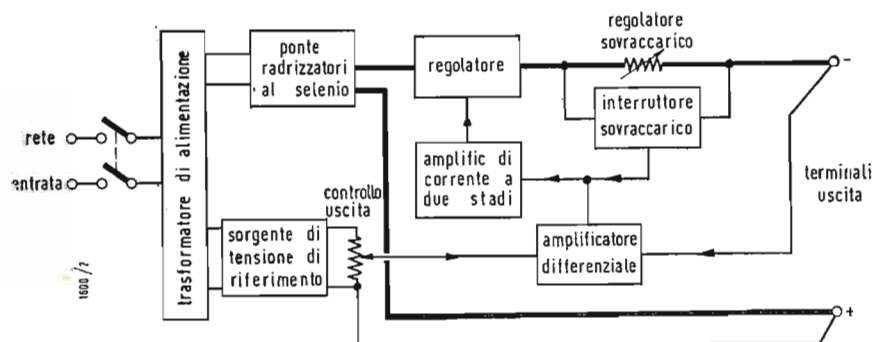 rete
entrata
1600/2
trasformatore di alimentazione
ponte
radrizzatori
al selenio
regolatore
regolatore
sovraccarico
-
interruttore
sovraccarico
amplific di
corrente a
due stadi
terminali
uscita
controllo
uscita
sorgente di
tensione di
riferimento
amplificatore
differenziale
+